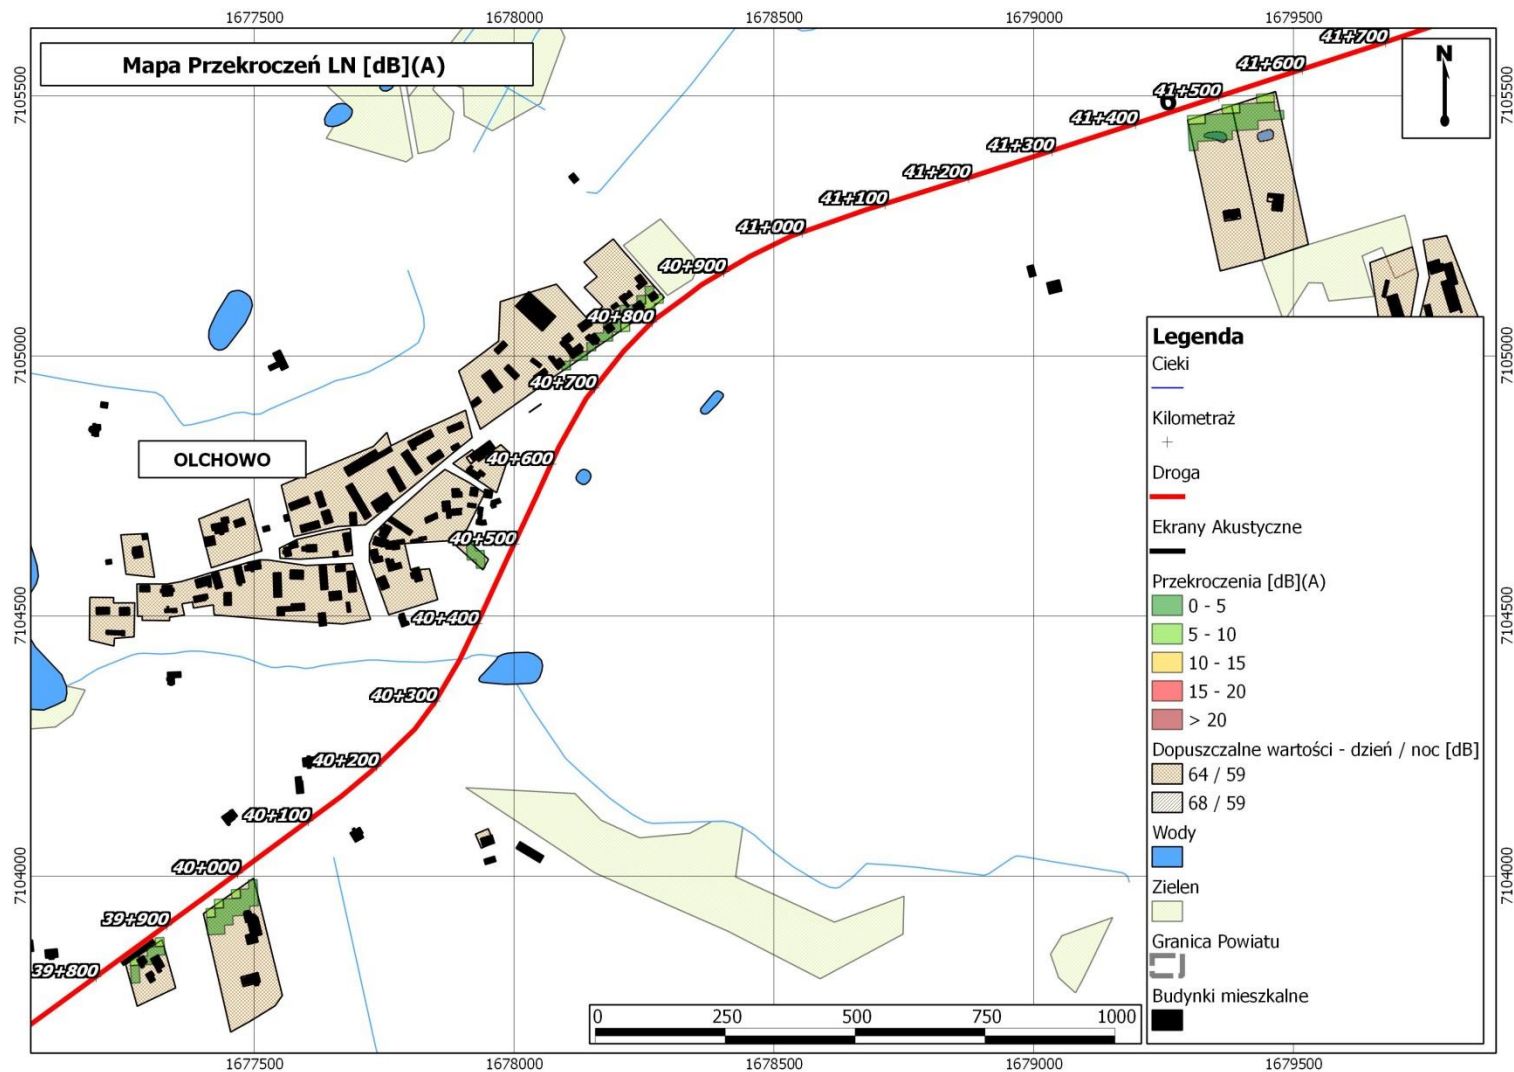 1677500 1678000 1678500 1679000 1679500
Mapa Przekroczeń LN [dB](A)
N
7105500 7105500
41+700
41+600
41+500
6
41+400
41+300
41+200
41+100
41+000
40+900
40+800
7105000 7105000
40+700
40+600
OLCHOWO
40+500
40+400
7104500 7104500
40+300
40+200
40+100
40+000
7104000 7104000
39+900
39+800
Legenda
Cieki
Kilometraż
Droga
Ekrany Akustyczne
Przekroczenia [dB](A)
0 - 5
5 - 10
10 - 15
15 - 20
> 20
Dopuszczalne wartości - dzień / noc [dB]
64 / 59
68 / 59
Wody
Zielen
Granica Powiatu
Budynki mieszkalne
0 250 500 750 1000
1677500 1678000 1678500 1679000 1679500